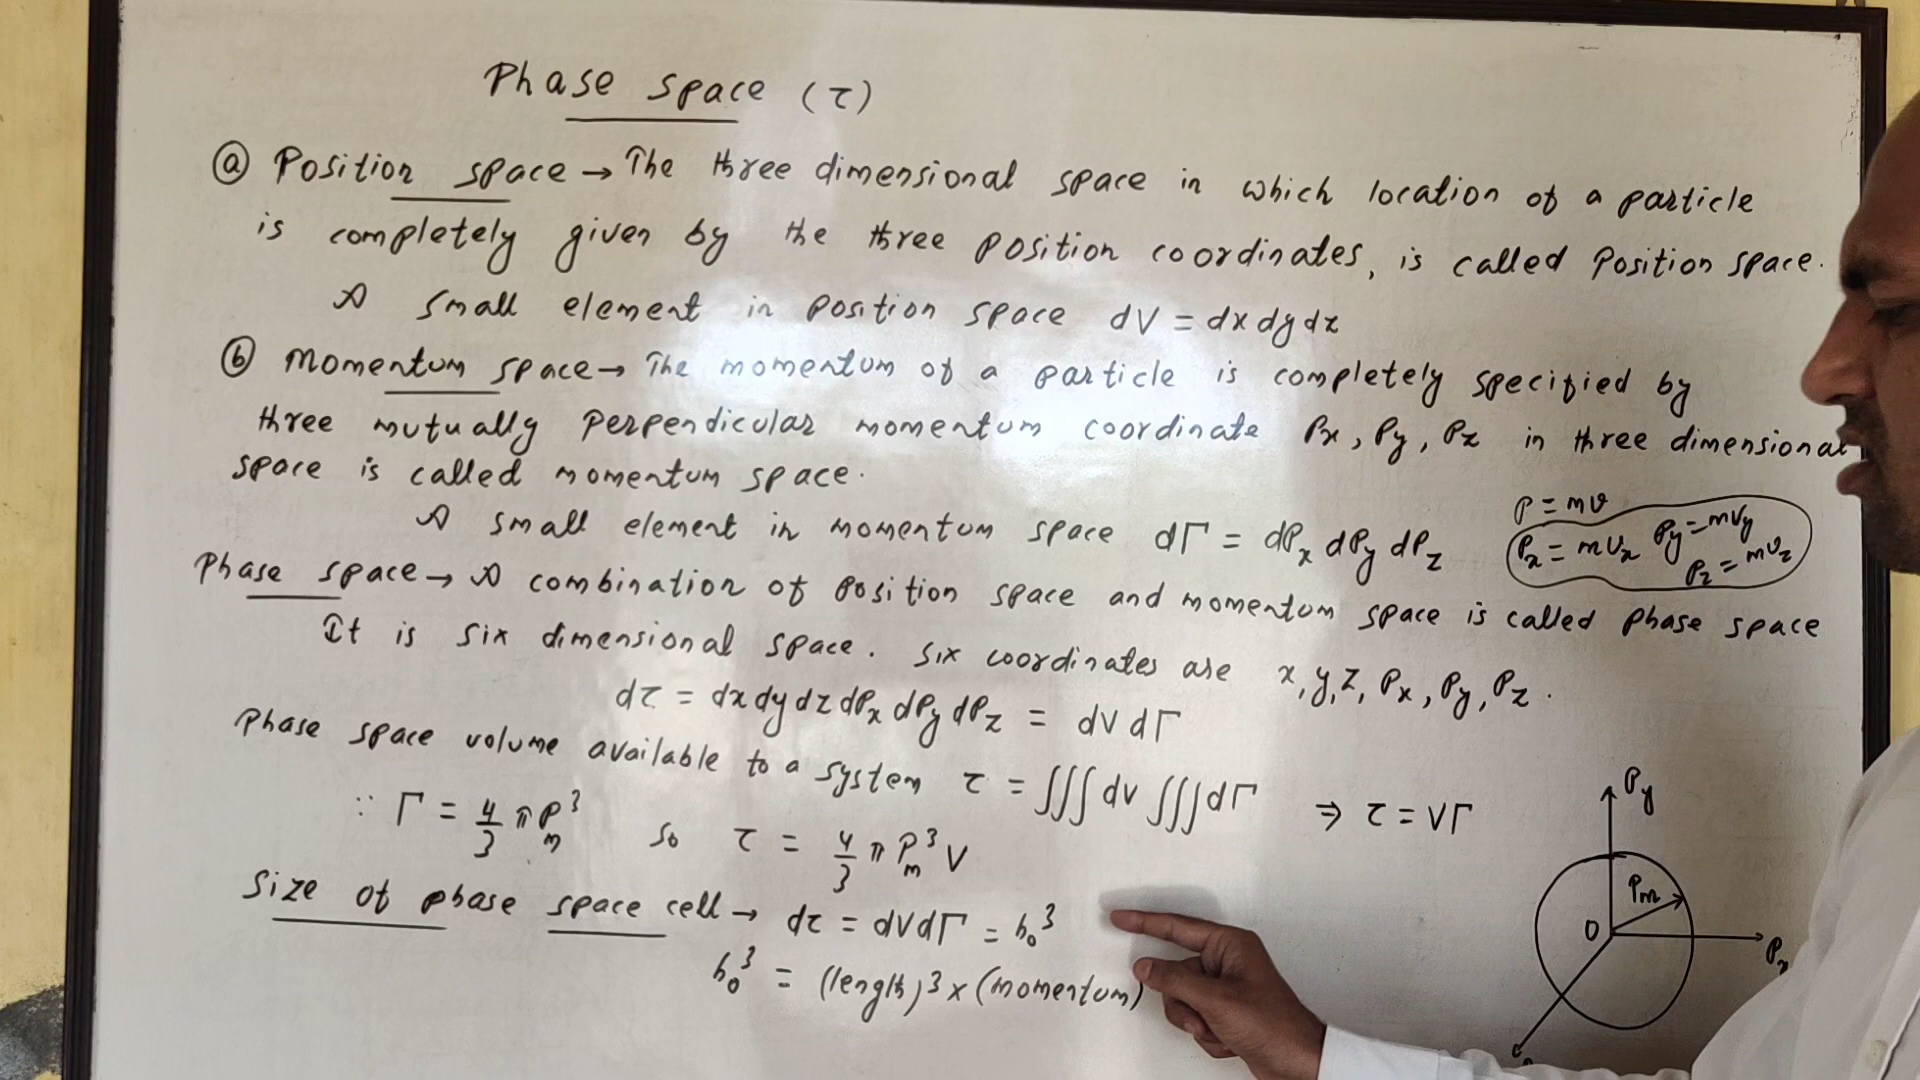 Phase space (τ)
ⓐ Position space → The three dimensional space in which location of a particle
is completely given by the three position coordinates, is called Position space.
A small element in position space dV = dx dy dz
ⓑ Momentum space → The momentum of a particle is completely specified by
three mutually perpendicular momentum coordinate Px, Py, Pz in three dimensional
space is called momentum space.
A small element in momentum space dΓ = dPx dPy dPz
P = mv
Px = mvx Py = mvy
Pz = mvz
Phase space → A combination of position space and momentum space is called phase space
It is six dimensional space. six coordinates are x, y, z, Px, Py, Pz.
dτ = dx dy dz dPx dPy dPz = dV dΓ
Phase space volume available to a system τ = ∫∫∫ dv ∫∫∫ dΓ ⇒ τ = VΓ
∵ Γ = 4/3 π Pm³ so τ = 4/3 π Pm³ V
Size of phase space cell → dτ = dV dΓ = h₀³
h₀³ = (length)³ x (momentum)
Py
Pm
O
Px